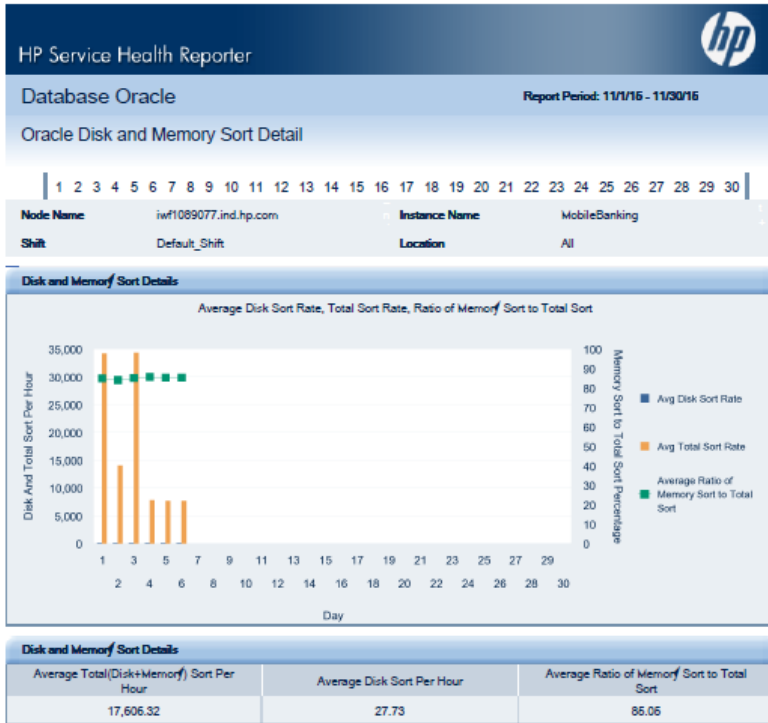 hp
HP Service Health Reporter
Database Oracle
Report Period: 11/1/15 - 11/30/15
Oracle Disk and Memory Sort Detail
1 2 3 4 5 6 7 8 9 10 11 12 13 14 15 16 17 18 19 20 21 22 23 24 25 26 27 28 29 30
Node Name iwf1089077.ind.hp.com Instance Name MobileBanking
Shift Default_Shift Location All
Disk and Memory Sort Details
Average Disk Sort Rate, Total Sort Rate, Ratio of Memory Sort to Total Sort
Disk And Total Sort Per Hour
35,000
30,000
25,000
20,000
15,000
10,000
5,000
0
100
90
80
70
60
50
40
30
20
10
0
Memory Sort to Total Sort Percentage
Avg Disk Sort Rate
Avg Total Sort Rate
Average Ratio of
Memory Sort to Total
Sort
1 3 5 7 9 11 13 15 17 19 21 23 25 27 29
2 4 6 8 10 12 14 16 18 20 22 24 26 28 30
Day
Disk and Memory Sort Details
Average Total(Disk+Memory) Sort Per
Hour
Average Disk Sort Per Hour
Average Ratio of Memory Sort to Total
Sort
17,606.32 27.73 85.05